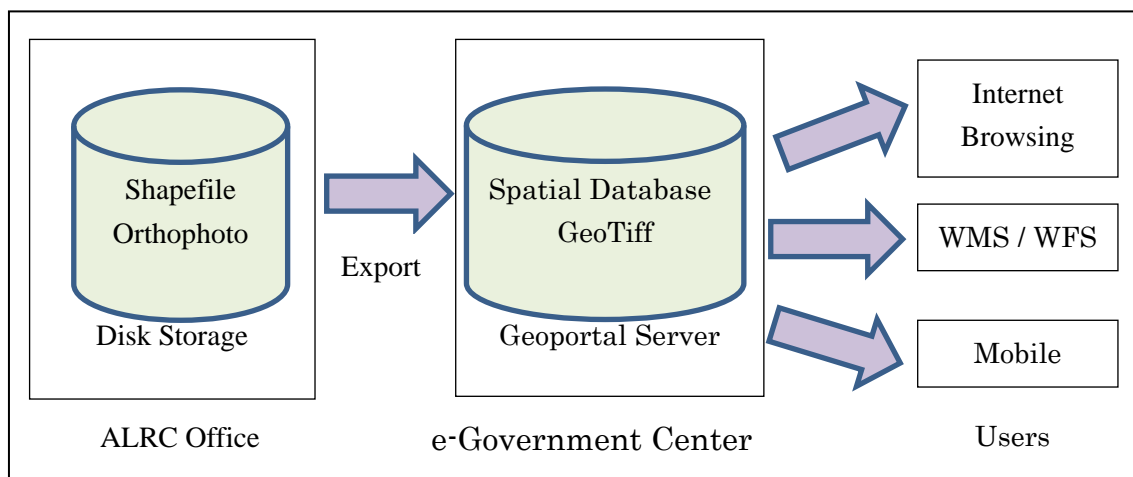 Shapefile
Orthophoto
Disk Storage
ALRC Office
Export
Spatial Database
GeoTiff
Geoportal Server
e-Government Center
Internet
Browsing
WMS / WFS
Mobile
Users